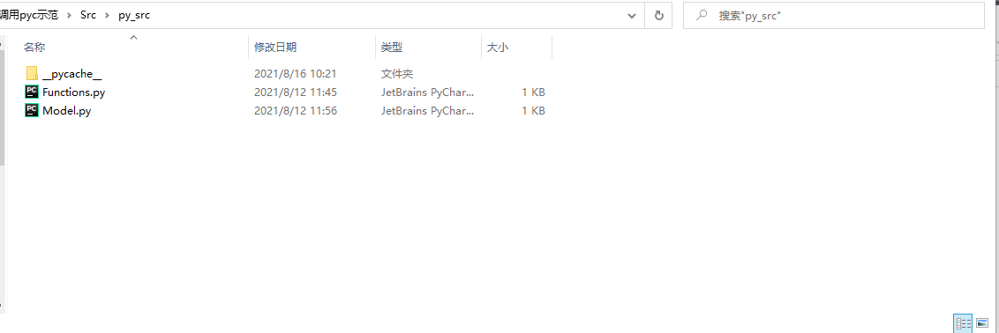 调用pyc示范 > Src > py_src
搜索"py_src"
名称 修改日期 类型 大小
__pycache__ 2021/8/16 10:21 文件夹
Functions.py 2021/8/12 11:45 JetBrains PyChar... 1 KB
Model.py 2021/8/12 11:56 JetBrains PyChar... 1 KB